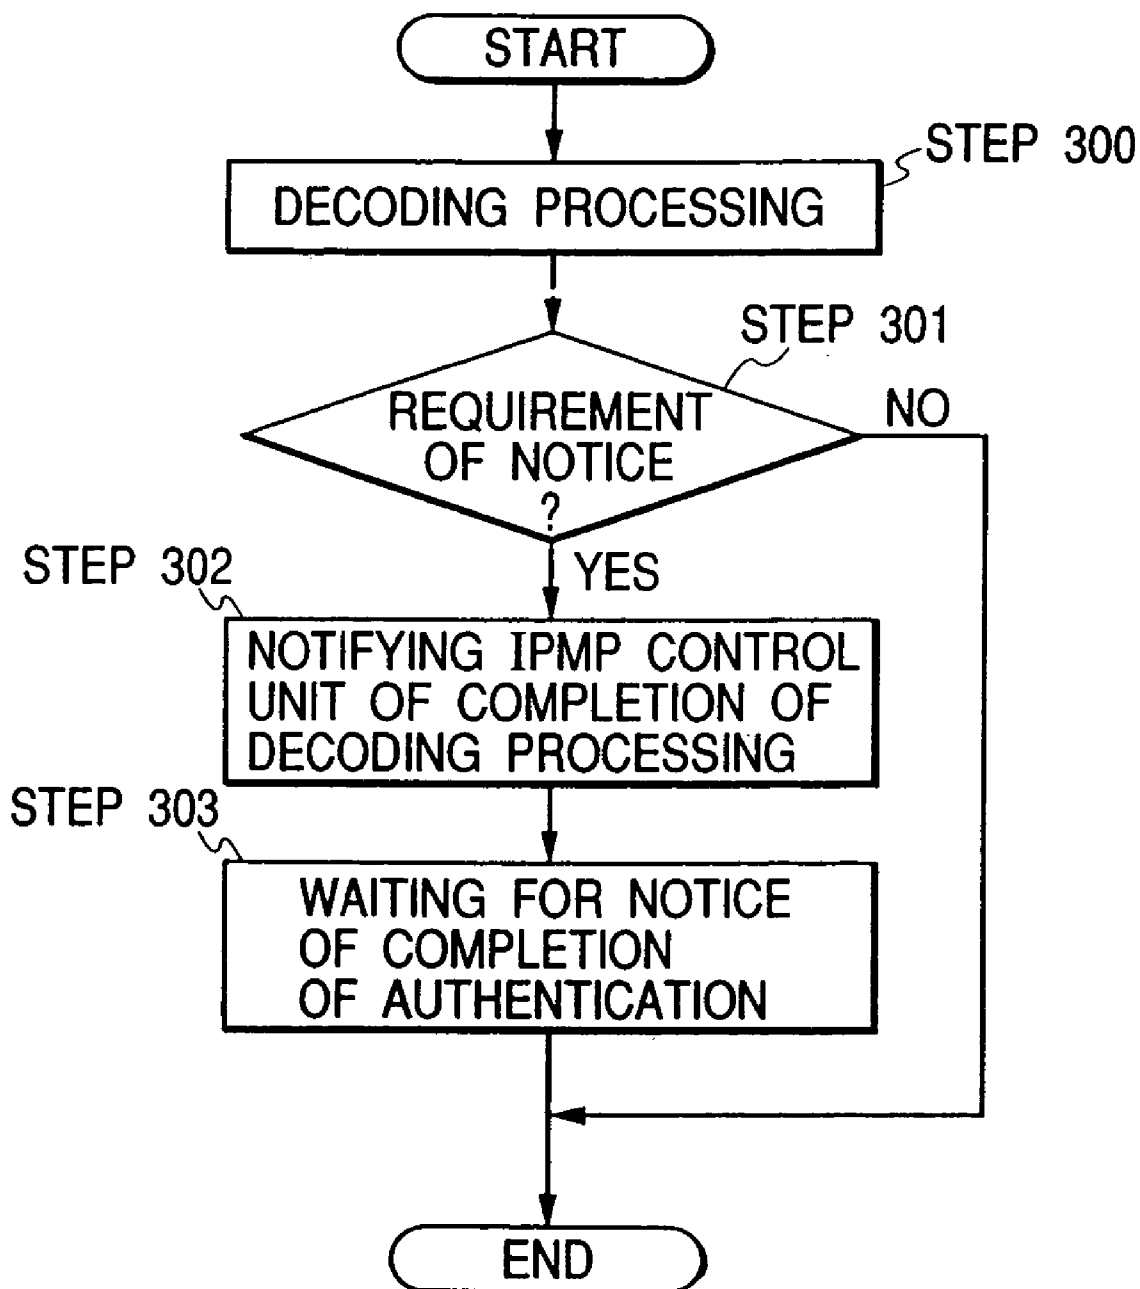 START
STEP 300
DECODING PROCESSING
STEP 301
REQUIREMENT
OF NOTICE
?
NO
YES
STEP 302
NOTIFYING IPMP CONTROL
UNIT OF COMPLETION OF
DECODING PROCESSING
STEP 303
WAITING FOR NOTICE
OF COMPLETION
OF AUTHENTICATION
END